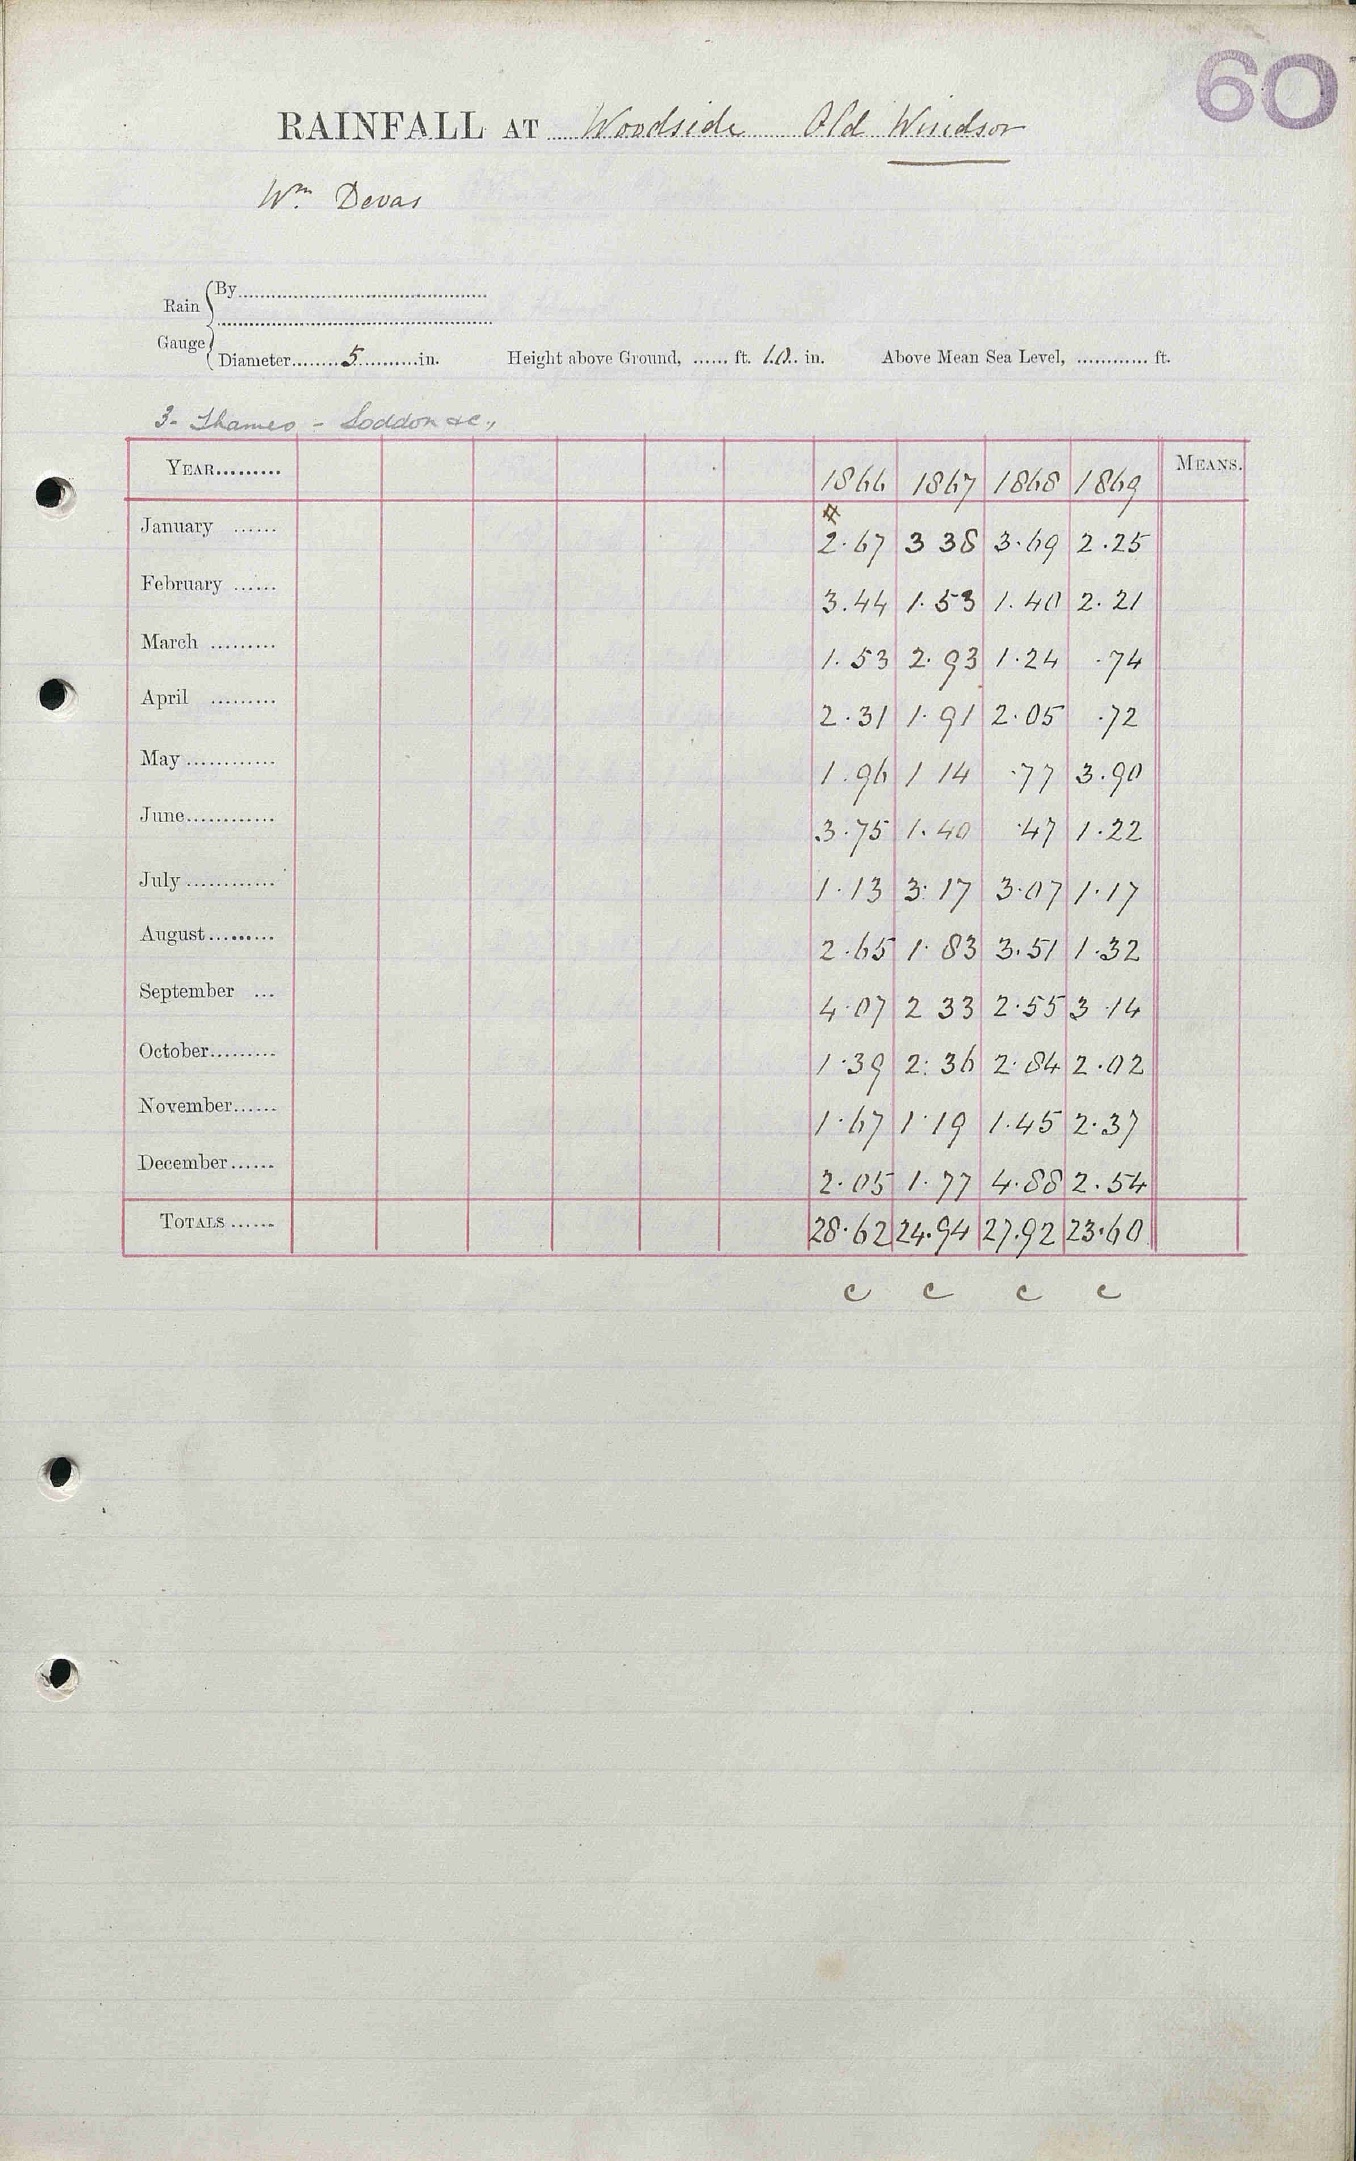 60
RAINFALL AT Woodside Old Windsor
Wm Devas
Rain Gauge
By
Diameter 5 in. Height above Ground, ...... ft. 1.0 in. Above Mean Sea Level, ............ ft.
3- Thames - Loddon &c.,
YEAR......... 1866 1867 1868 1869 MEANS.
January ...... 2.67 3 38 3.69 2.25
February ...... 3.44 1.53 1.40 2.21
March ......... 1.53 2.93 1.24 .74
April ......... 2.31 1.91 2.05 .72
May ............ 1.96 1 14 .77 3.90
June............ 3.75 1.40 .47 1.22
July ............ 1.13 3.17 3.07 1.17
August......... 2.65 1.83 3.51 1.32
September ... 4.07 2 33 2.55 3.14
October......... 1.39 2.36 2.84 2.02
November...... 1.67 1.19 1.45 2.37
December...... 2.05 1.77 4.88 2.54
TOTALS ...... 28.62 24.94 27.92 23.60
c c c c